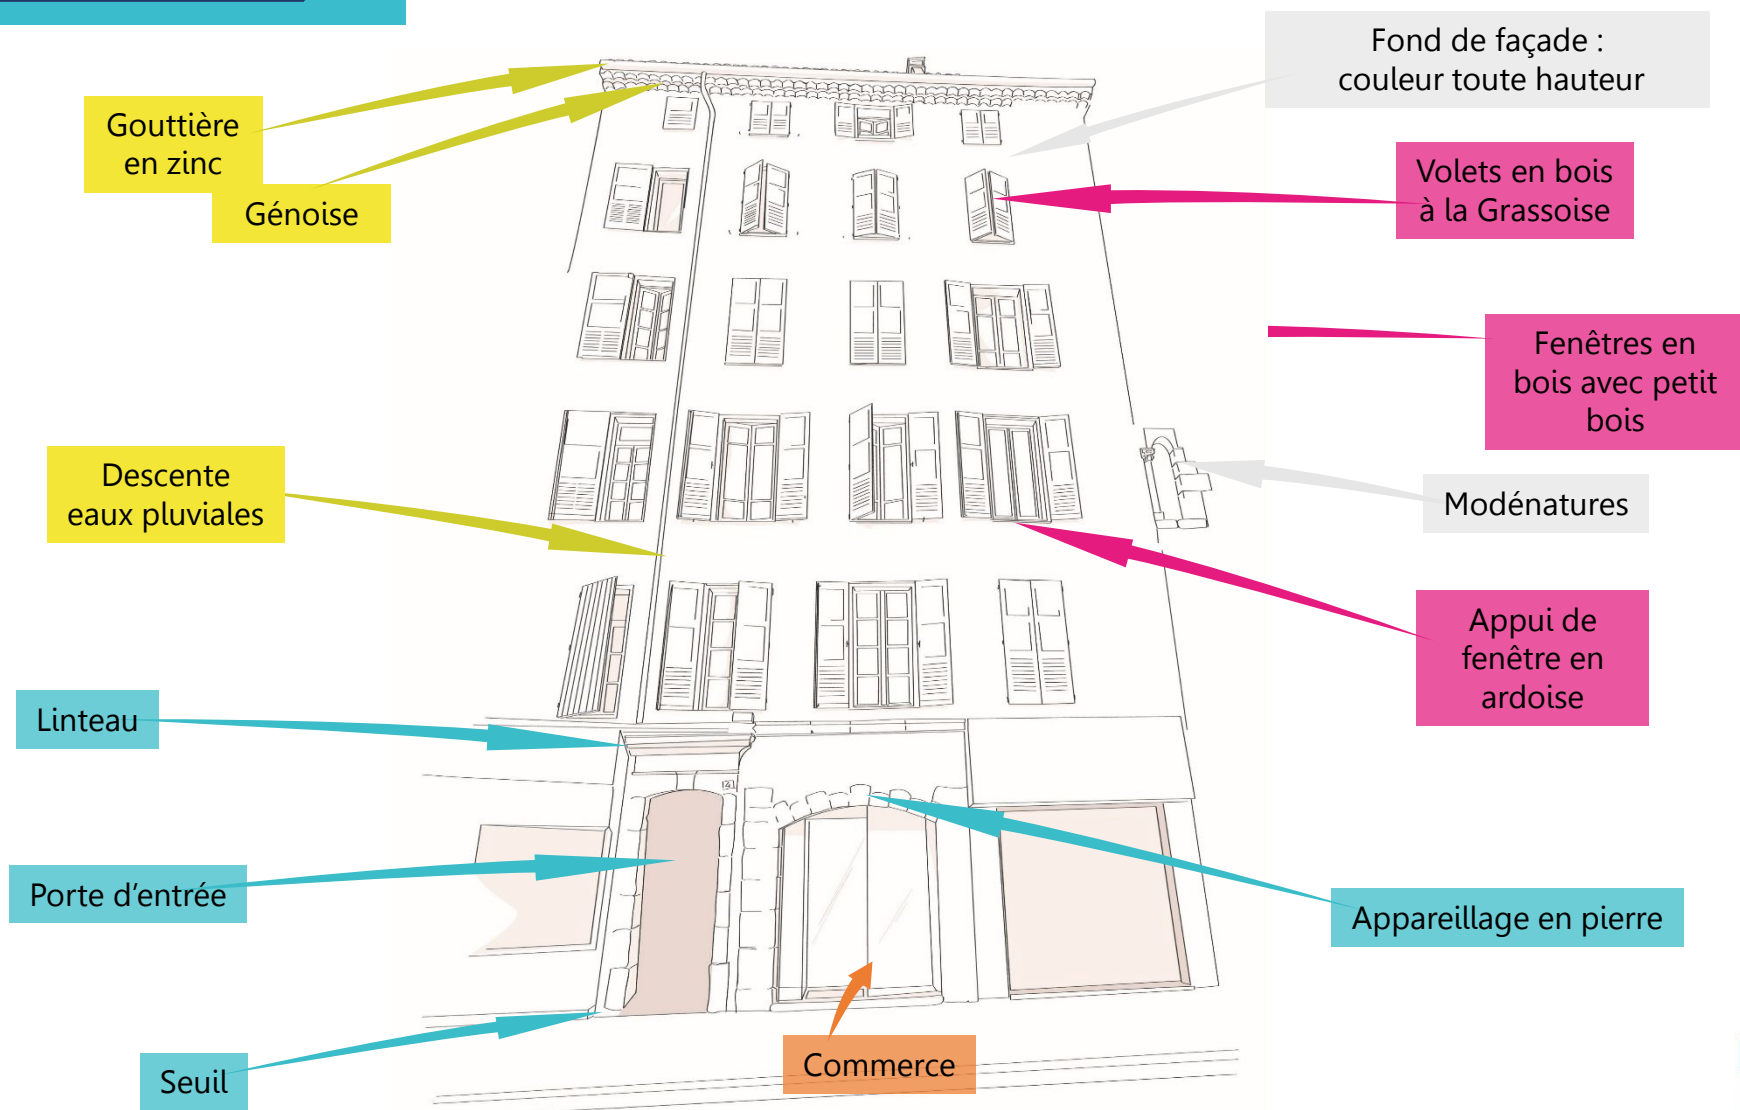 Fond de façade :
couleur toute hauteur
Gouttière
en zinc
Génoise
Volets en bois
à la Grassoise
Fenêtres en
bois avec petit
bois
Descente
eaux pluviales
Modénatures
Appui de
fenêtre en
ardoise
Linteau
4
Porte d’entrée
Appareillage en pierre
Commerce
Seuil